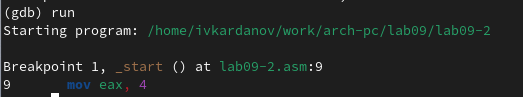 (gdb) run
Starting program: /home/ivkardanov/work/arch-pc/lab09/lab09-2

Breakpoint 1, _start () at lab09-2.asm:9
9	mov eax, 4